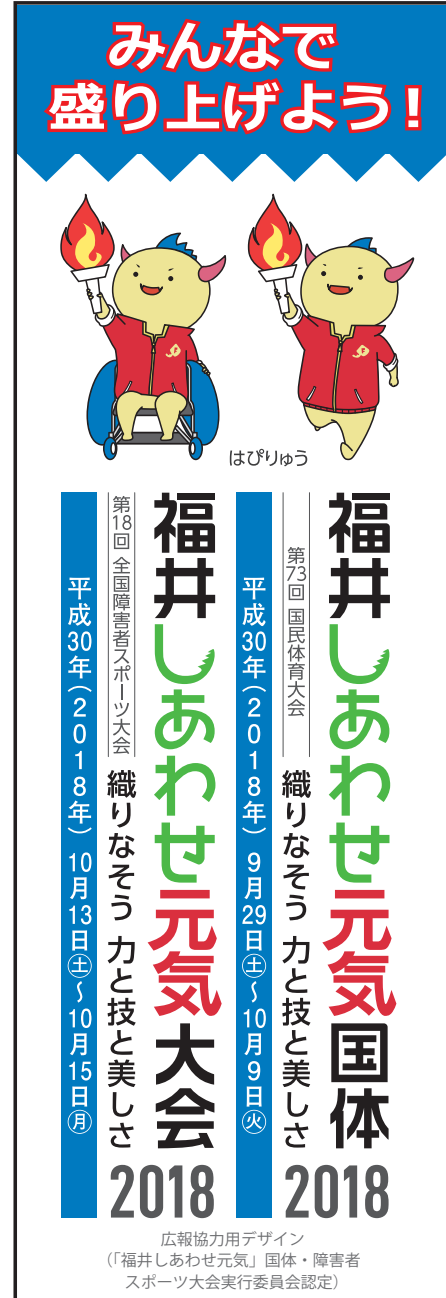 みんなで
盛り上げよう!
はぴりゅう
福井しあわせ元気国体
第73回 国民体育大会
織りなそう 力と技と美しさ
2018
平成30年(2018年) 9月29日㊏~10月9日㊋
福井しあわせ元気大会
第18回 全国障害者スポーツ大会
織りなそう 力と技と美しさ
2018
平成30年(2018年) 10月13日㊏~10月15日㊊
広報協力用デザイン
(「福井しあわせ元気」国体・障害者
スポーツ大会実行委員会認定)